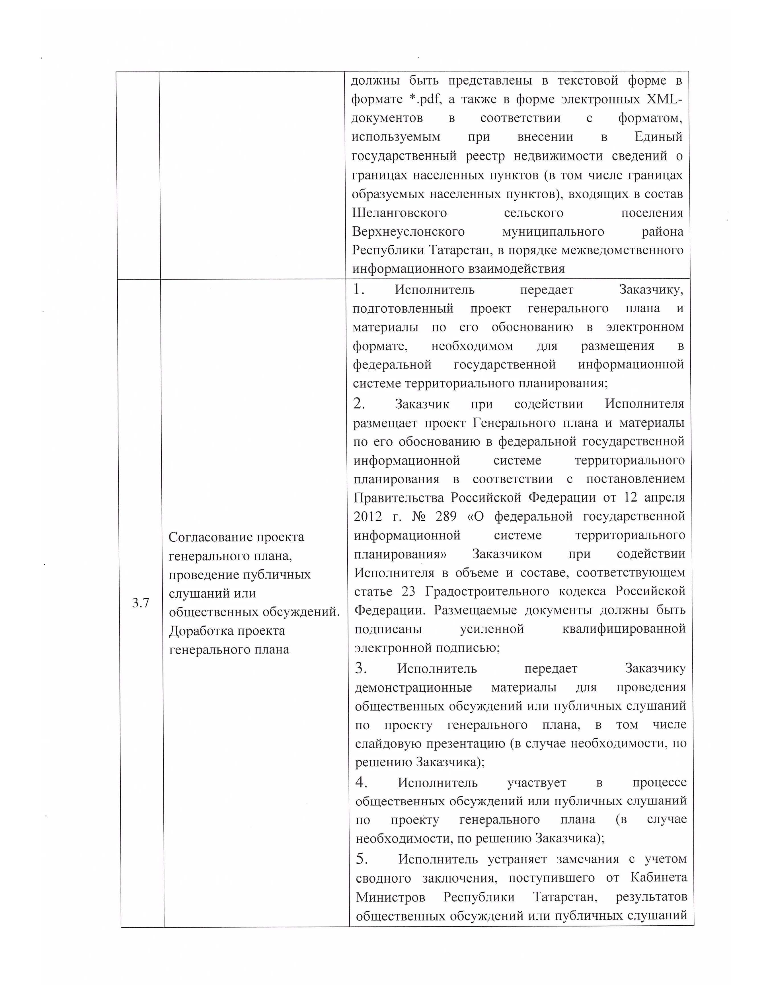 должны быть представлены в текстовой форме в
формате *.pdf, а также в форме электронных XML-
документов в соответствии с форматом,
используемым при внесении в Единый
государственный реестр недвижимости сведений о
границах населенных пунктов (в том числе границах
образуемых населенных пунктов), входящих в состав
Шеланговского сельского поселения
Верхнеуслонского муниципального района
Республики Татарстан, в порядке межведомственного
информационного взаимодействия
3.7
Согласование проекта
генерального плана,
проведение публичных
слушаний или
общественных обсуждений.
Доработка проекта
генерального плана
1. Исполнитель передает Заказчику,
подготовленный проект генерального плана и
материалы по его обоснованию в электронном
формате, необходимом для размещения в
федеральной государственной информационной
системе территориального планирования;
2. Заказчик при содействии Исполнителя
размещает проект Генерального плана и материалы
по его обоснованию в федеральной государственной
информационной системе территориального
планирования в соответствии с постановлением
Правительства Российской Федерации от 12 апреля
2012 г. № 289 «О федеральной государственной
информационной системе территориального
планирования» Заказчиком при содействии
Исполнителя в объеме и составе, соответствующем
статье 23 Градостроительного кодекса Российской
Федерации. Размещаемые документы должны быть
подписаны усиленной квалифицированной
электронной подписью;
3. Исполнитель передает Заказчику
демонстрационные материалы для проведения
общественных обсуждений или публичных слушаний
по проекту генерального плана, в том числе
слайдовую презентацию (в случае необходимости, по
решению Заказчика);
4. Исполнитель участвует в процессе
общественных обсуждений или публичных слушаний
по проекту генерального плана (в случае
необходимости, по решению Заказчика);
5. Исполнитель устраняет замечания с учетом
сводного заключения, поступившего от Кабинета
Министров Республики Татарстан, результатов
общественных обсуждений или публичных слушаний